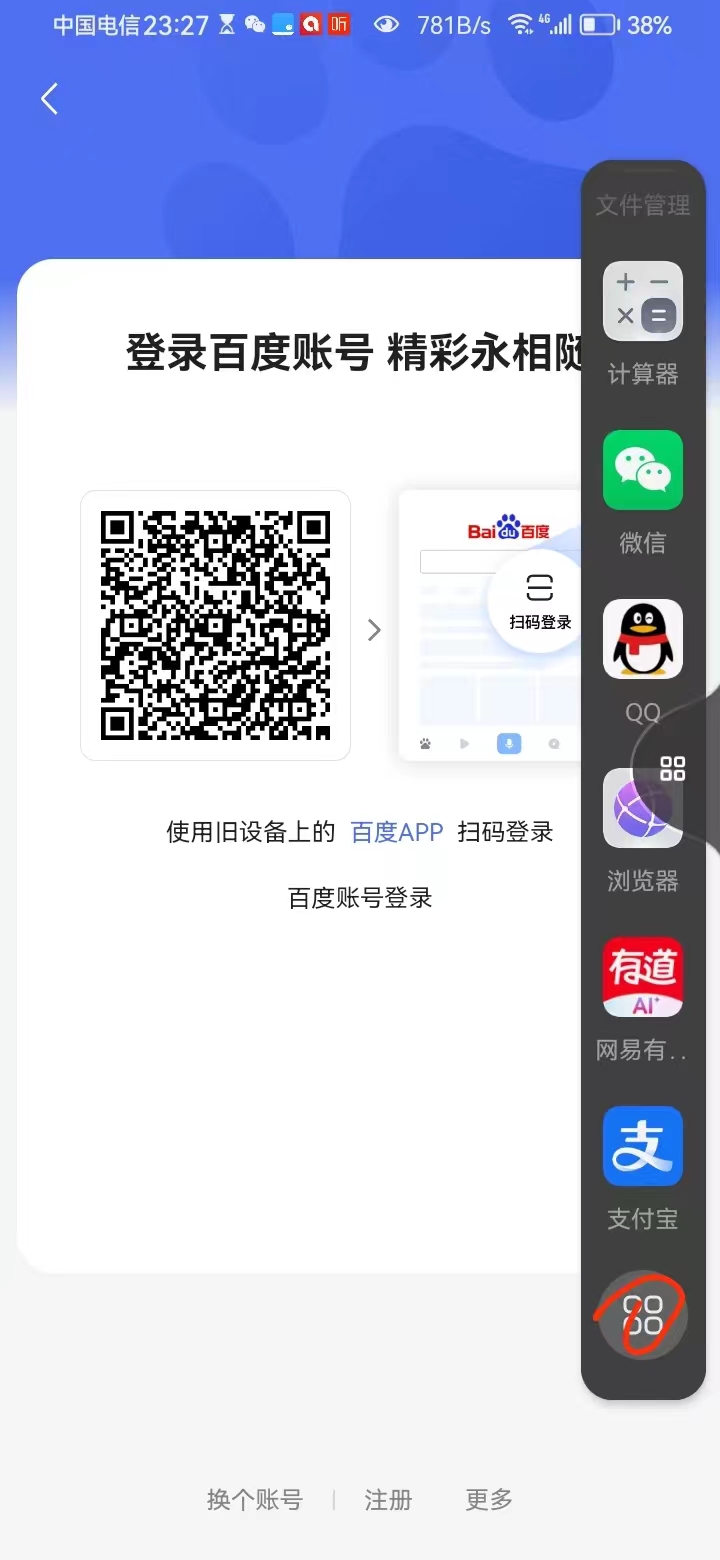 中国电信23:27 听 781B/s 4G 38%
文件管理
登录百度账号 精彩永相随
计算器
Bai du 百度
微信
扫码登录
QQ
使用旧设备上的 百度APP 扫码登录
浏览器
百度账号登录
有道
AI+
网易有..
支
支付宝
换个账号 | 注册 更多